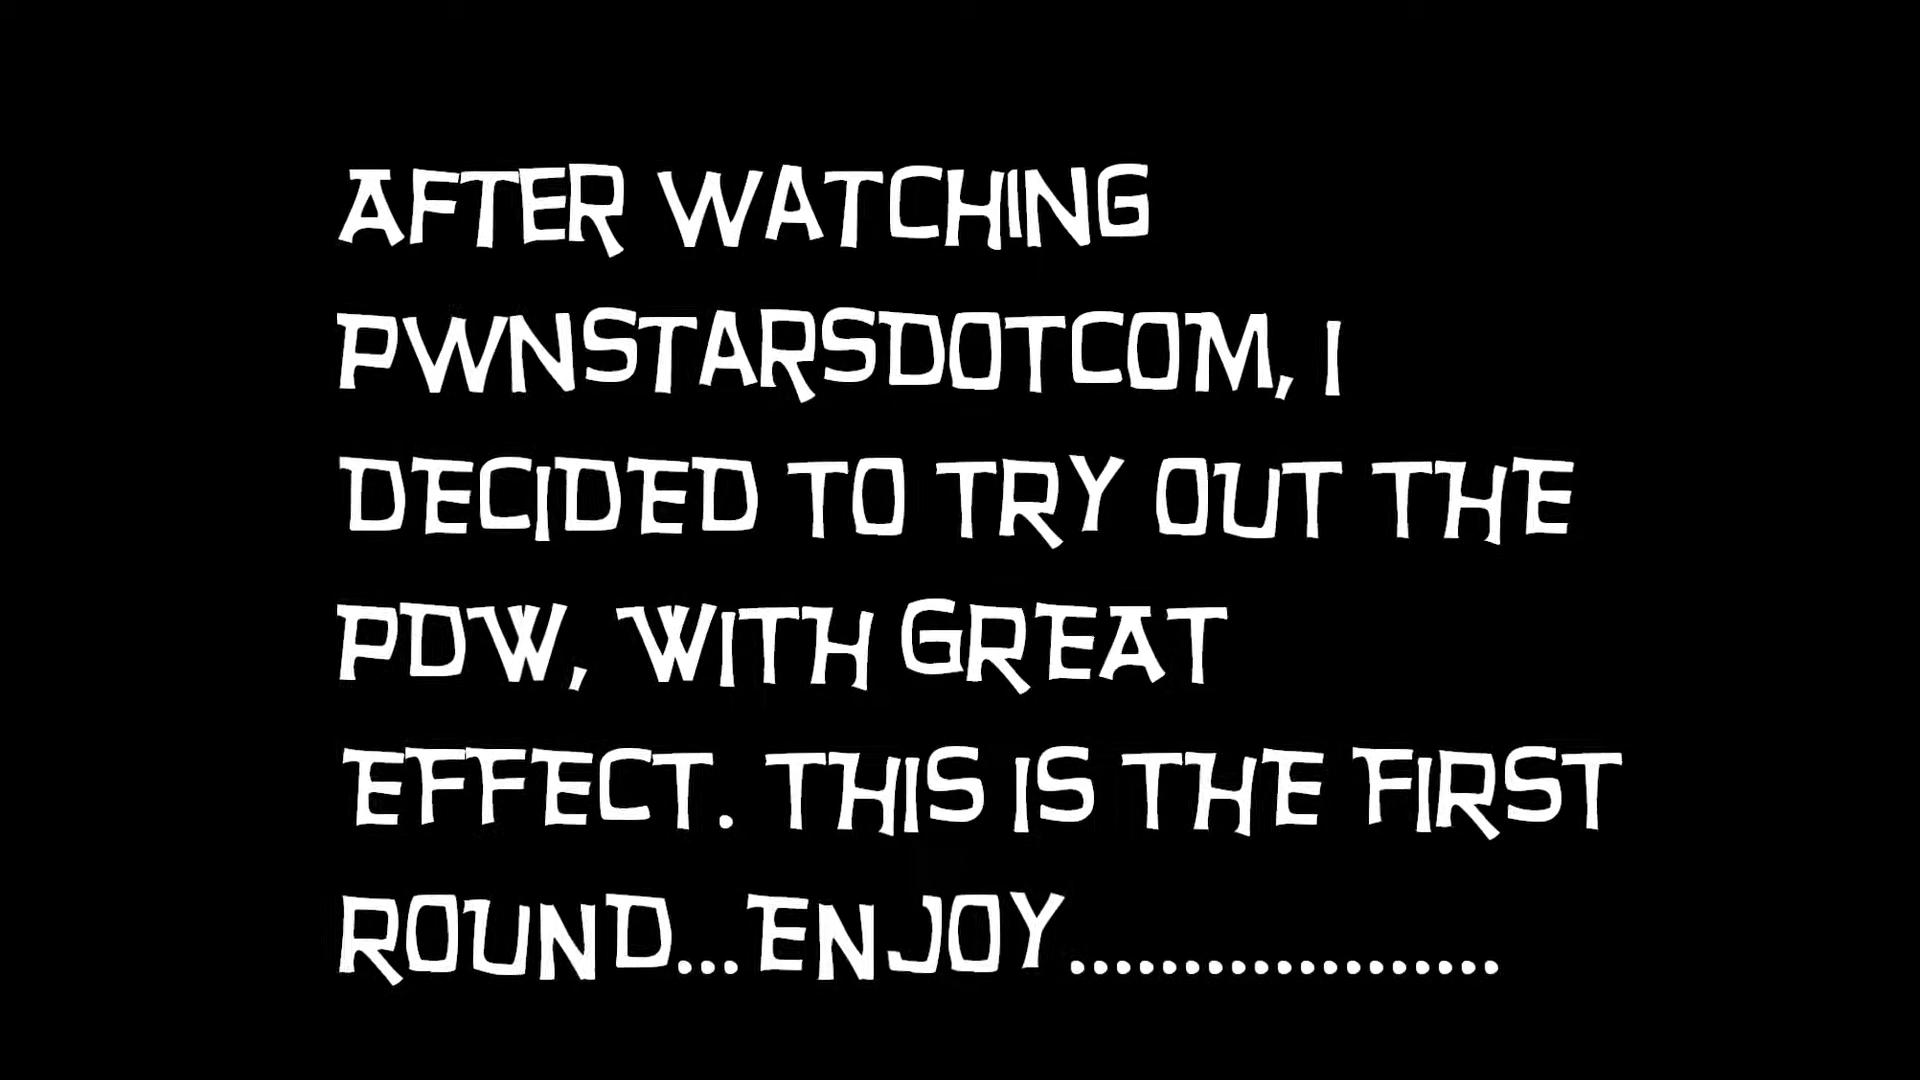 AFTER WATCHING
PWNSTARSDOTCOM, I
DECIDED TO TRY OUT THE
PDW, WITH GREAT
EFFECT. THIS IS THE FIRST
ROUND...ENJOY...................